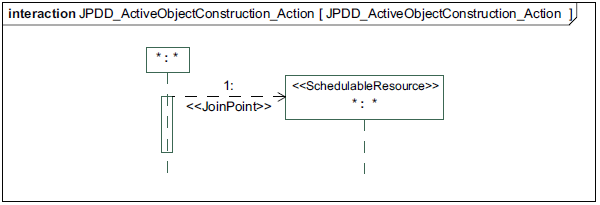 interaction JPDD_ActiveObjectConstruction_Action [ JPDD_ActiveObjectConstruction_Action ]
* : *
1:
<<JoinPoint>>
<<SchedulableResource>>
* : *